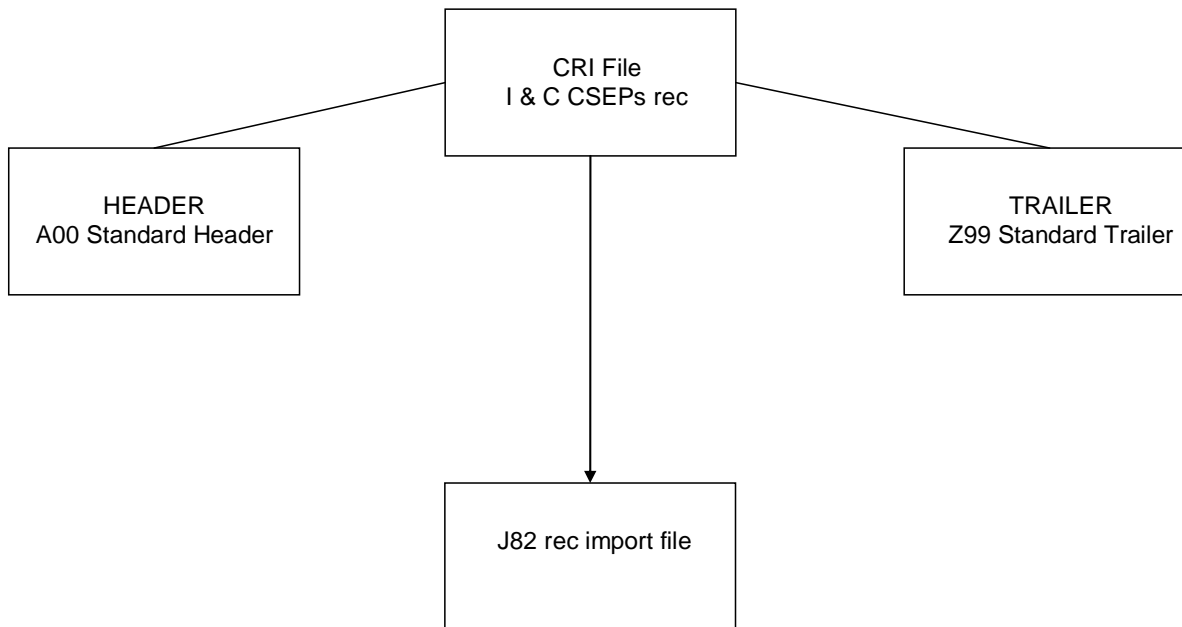 CRI File
I & C CSEPs rec
HEADER
A00 Standard Header
TRAILER
Z99 Standard Trailer
J82 rec import file